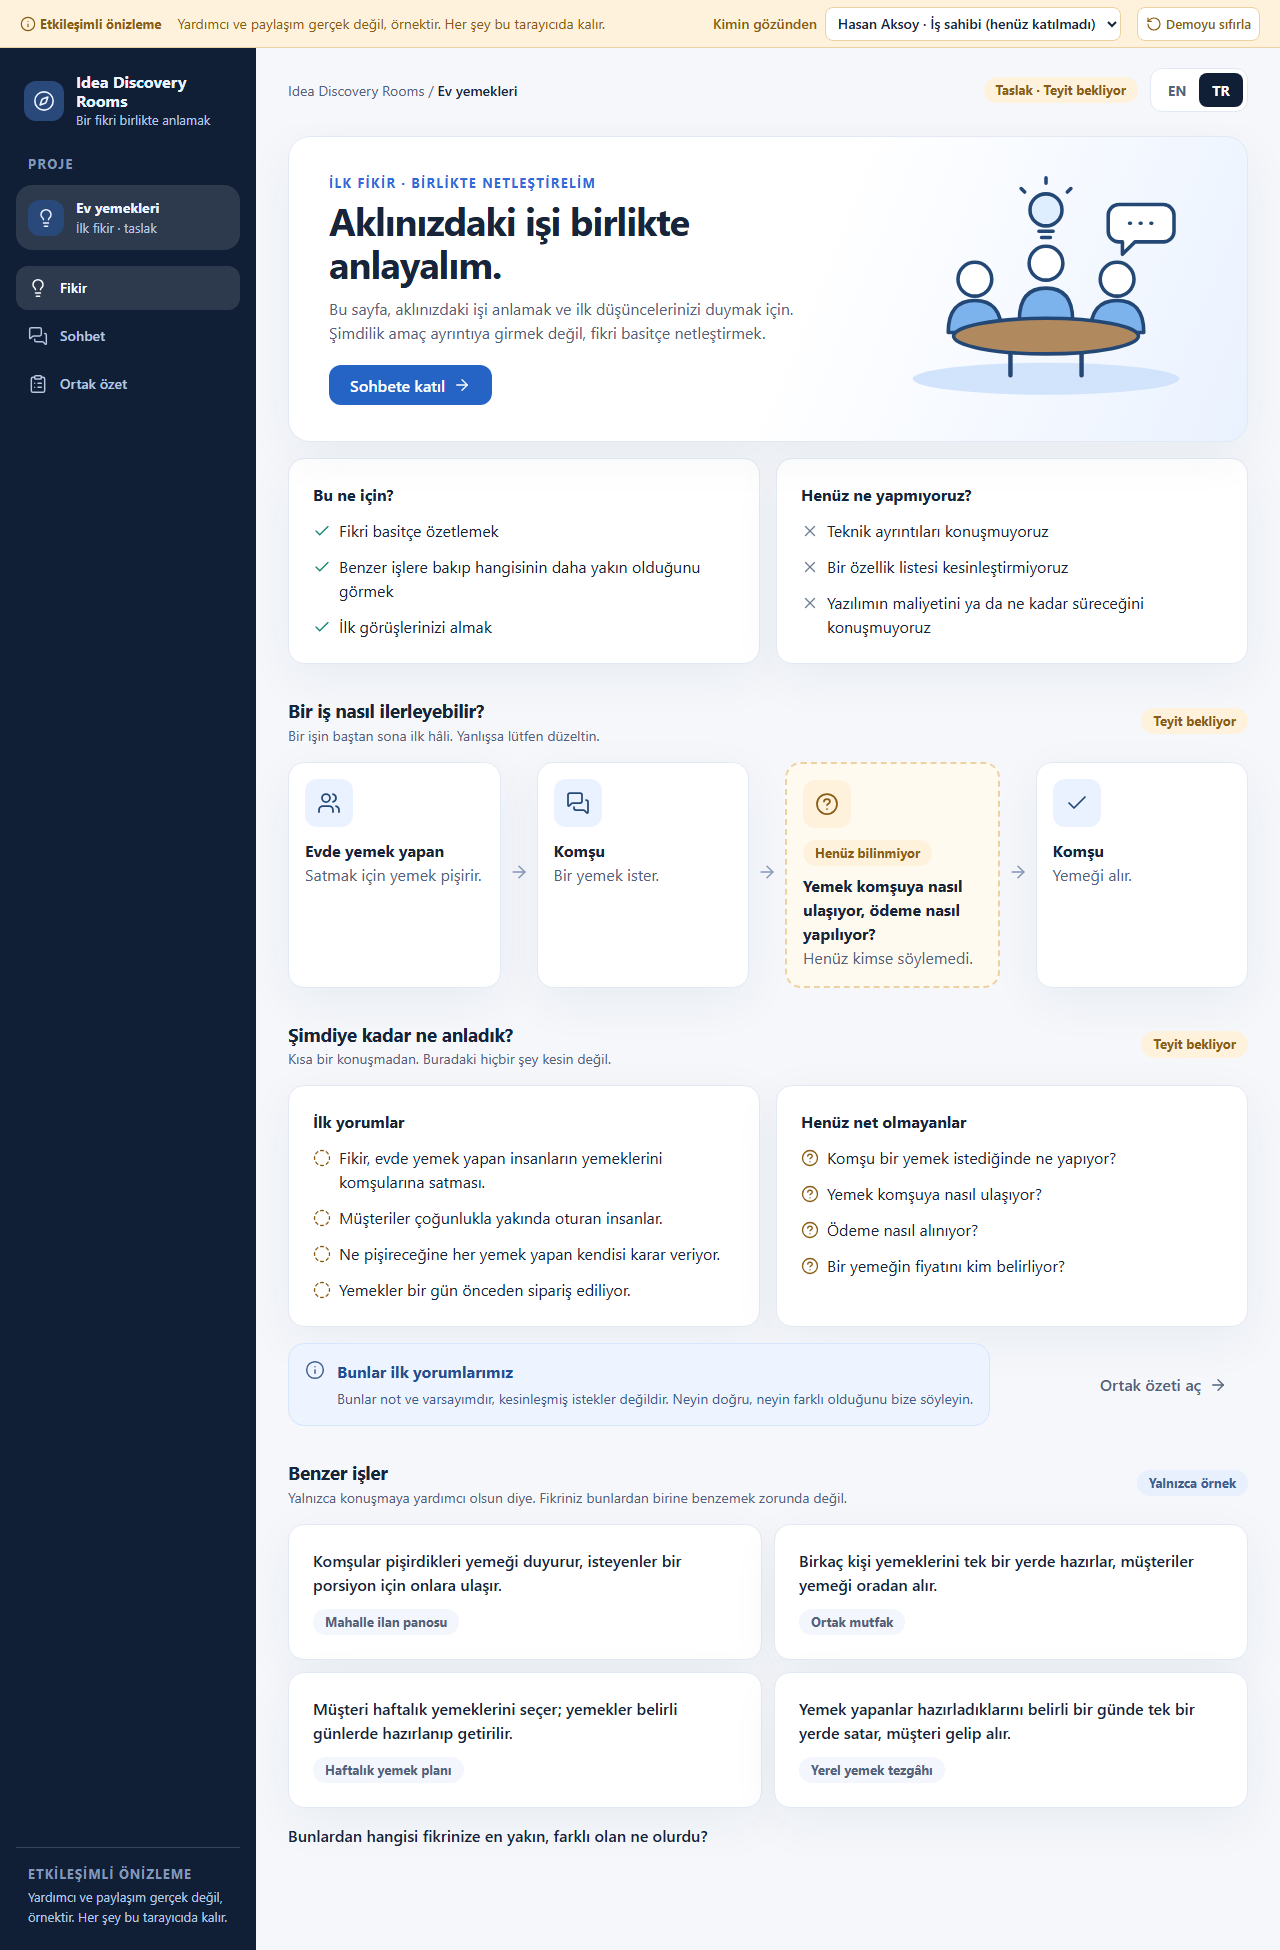 Etkileşimli önizleme
Yardımcı ve paylaşım gerçek değil, örnektir. Her şey bu tarayıcıda kalır.
Kimin gözünden
Hasan Aksoy · İş sahibi (henüz katılmadı)
Demoyu sıfırla
Idea Discovery
Rooms
Bir fikri birlikte anlamak
PROJE
Ev yemekleri
İlk fikir · taslak
Fikir
Sohbet
Ortak özet
ETKİLEŞİMLİ ÖNİZLEME
Yardımcı ve paylaşım gerçek değil,
örnektir. Her şey bu tarayıcıda kalır.
Idea Discovery Rooms / Ev yemekleri
Taslak · Teyit bekliyor
EN
TR
İLK FİKİR · BİRLİKTE NETLEŞTİRELİM
Aklınızdaki işi birlikte
anlayalım.
Bu sayfa, aklınızdaki işi anlamak ve ilk düşüncelerinizi duymak için.
Şimdilik amaç ayrıntıya girmek değil, fikri basitçe netleştirmek.
Sohbete katıl
Bu ne için?
Fikri basitçe özetlemek
Benzer işlere bakıp hangisinin daha yakın olduğunu
görmek
İlk görüşlerinizi almak
Henüz ne yapmıyoruz?
Teknik ayrıntıları konuşmuyoruz
Bir özellik listesi kesinleştirmiyoruz
Yazılımın maliyetini ya da ne kadar süreceğini
konuşmuyoruz
Bir iş nasıl ilerleyebilir?
Bir işin baştan sona ilk hâli. Yanlışsa lütfen düzeltin.
Teyit bekliyor
Evde yemek yapan
Satmak için yemek pişirir.
Komşu
Bir yemek ister.
Henüz bilinmiyor
Yemek komşuya nasıl
ulaşıyor, ödeme nasıl
yapılıyor?
Henüz kimse söylemedi.
Komşu
Yemeği alır.
Şimdiye kadar ne anladık?
Kısa bir konuşmadan. Buradaki hiçbir şey kesin değil.
Teyit bekliyor
İlk yorumlar
Fikir, evde yemek yapan insanların yemeklerini
komşularına satması.
Müşteriler çoğunlukla yakında oturan insanlar.
Ne pişireceğine her yemek yapan kendisi karar veriyor.
Yemekler bir gün önceden sipariş ediliyor.
Henüz net olmayanlar
Komşu bir yemek istediğinde ne yapıyor?
Yemek komşuya nasıl ulaşıyor?
Ödeme nasıl alınıyor?
Bir yemeğin fiyatını kim belirliyor?
Bunlar ilk yorumlarımız
Bunlar not ve varsayımdır, kesinleşmiş istekler değildir. Neyin doğru, neyin farklı olduğunu bize söyleyin.
Ortak özeti aç
Benzer işler
Yalnızca konuşmaya yardımcı olsun diye. Fikriniz bunlardan birine benzemek zorunda değil.
Yalnızca örnek
Komşular pişirdikleri yemeği duyurur, isteyenler bir
porsiyon için onlara ulaşır.
Mahalle ilan panosu
Birkaç kişi yemeklerini tek bir yerde hazırlar, müşteriler
yemeği oradan alır.
Ortak mutfak
Müşteri haftalık yemeklerini seçer; yemekler belirli
günlerde hazırlanıp getirilir.
Haftalık yemek planı
Yemek yapanlar hazırladıklarını belirli bir günde tek bir
yerde satar, müşteri gelip alır.
Yerel yemek tezgâhı
Bunlardan hangisi fikrinize en yakın, farklı olan ne olurdu?